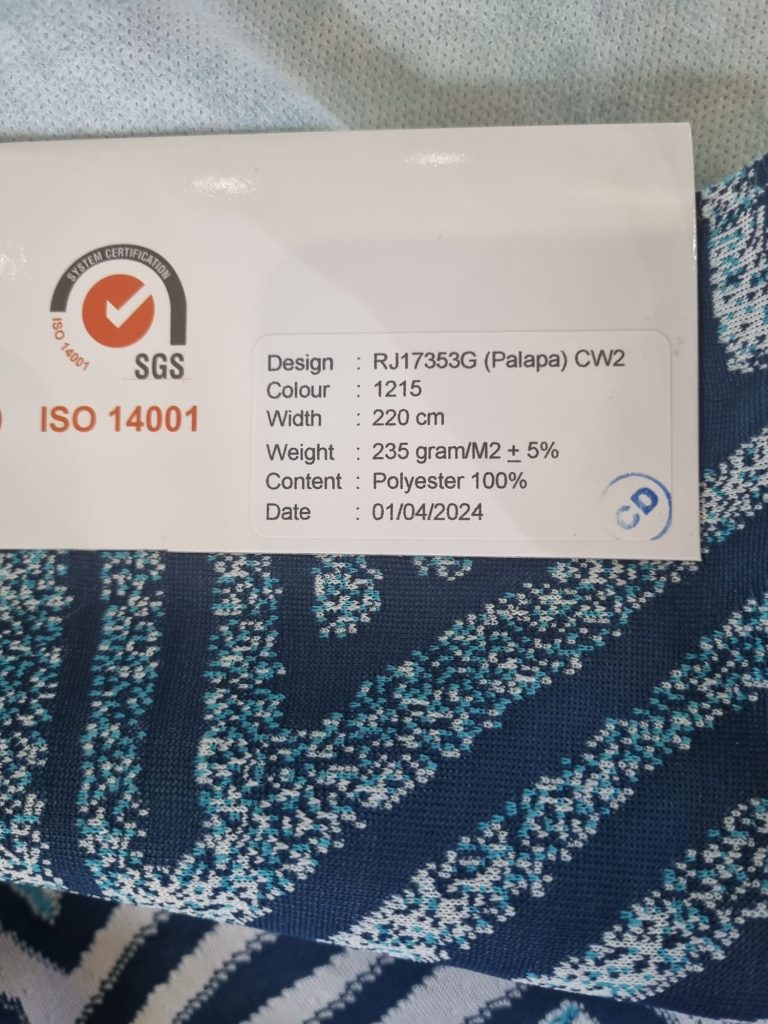 SYSTEM CERTIFICATION
ISO 14001
SGS
ISO 14001
Design : RJ17353G (Palapa) CW2
Colour : 1215
Width : 220 cm
Weight : 235 gram/M2 ± 5%
Content : Polyester 100%
Date : 01/04/2024
CD